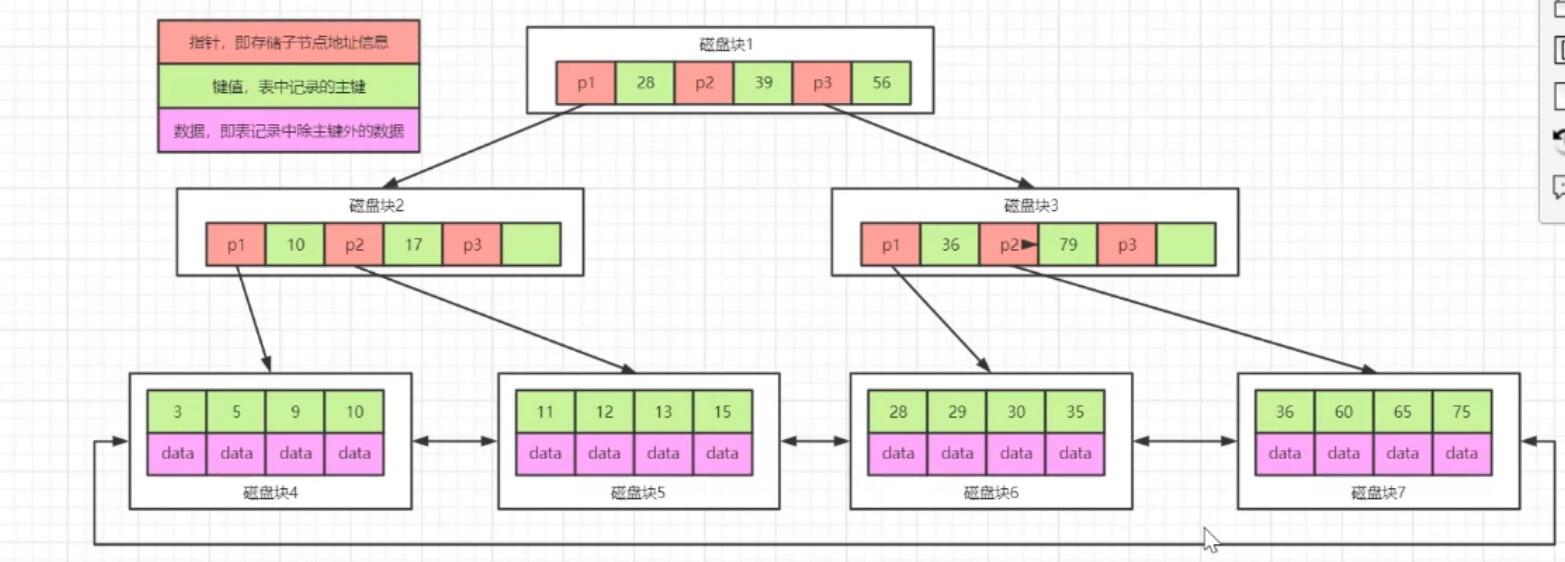 指针，即存储子节点地址信息
键值，表中记录的主键
数据，即表记录中除主键外的数据
磁盘块1
p1 28 p2 39 p3 56
磁盘块2
p1 10 p2 17 p3
磁盘块3
p1 36 p2 79 p3
3 5 9 10
data data data data
磁盘块4
11 12 13 15
data data data data
磁盘块5
28 29 30 35
data data data data
磁盘块6
36 60 65 75
data data data data
磁盘块7